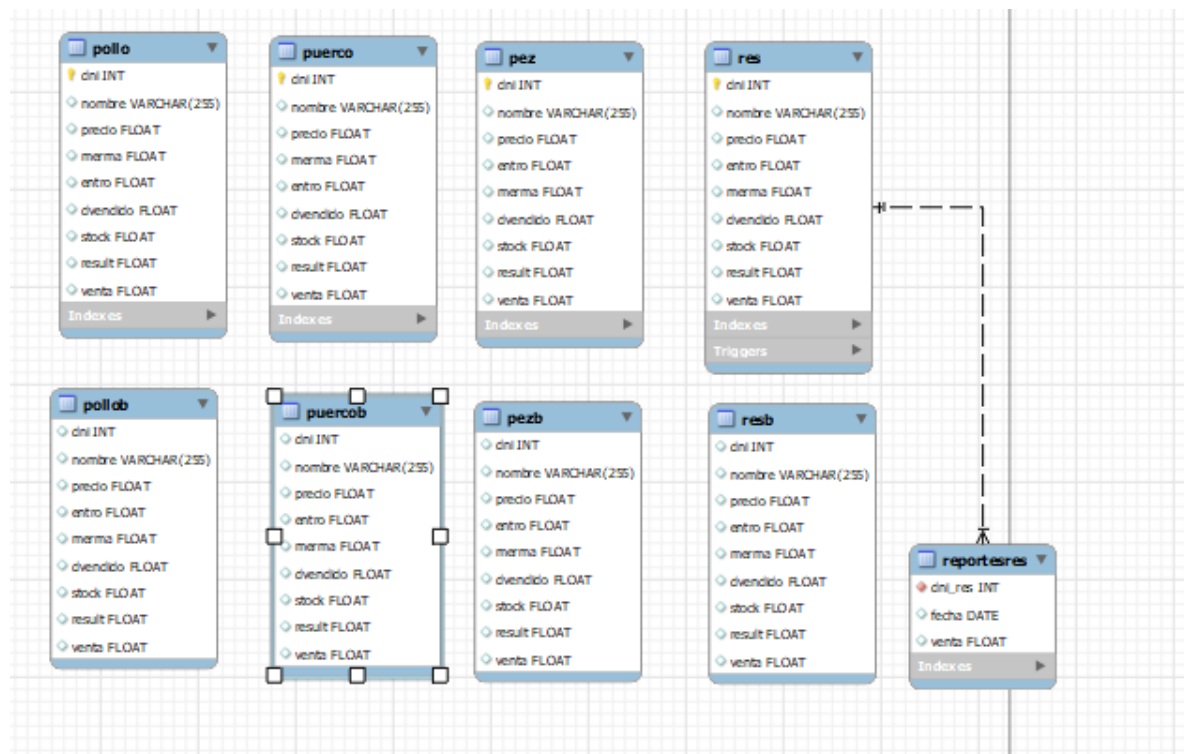 pollo
dni INT
nombre VARCHAR(255)
precio FLOAT
merma FLOAT
entro FLOAT
dvendido FLOAT
stock FLOAT
result FLOAT
venta FLOAT
Indexes
puerco
dni INT
nombre VARCHAR(255)
precio FLOAT
merma FLOAT
entro FLOAT
dvendido FLOAT
stock FLOAT
result FLOAT
venta FLOAT
Indexes
pez
dni INT
nombre VARCHAR(255)
precio FLOAT
entro FLOAT
merma FLOAT
dvendido FLOAT
stock FLOAT
result FLOAT
venta FLOAT
Indexes
res
dni INT
nombre VARCHAR(255)
precio FLOAT
entro FLOAT
merma FLOAT
dvendido FLOAT
stock FLOAT
result FLOAT
venta FLOAT
Indexes
Triggers
pollob
dni INT
nombre VARCHAR(255)
precio FLOAT
entro FLOAT
merma FLOAT
dvendido FLOAT
stock FLOAT
result FLOAT
venta FLOAT
puercob
dni INT
nombre VARCHAR(255)
precio FLOAT
entro FLOAT
merma FLOAT
dvendido FLOAT
stock FLOAT
result FLOAT
venta FLOAT
pezb
dni INT
nombre VARCHAR(255)
precio FLOAT
entro FLOAT
merma FLOAT
dvendido FLOAT
stock FLOAT
result FLOAT
venta FLOAT
resb
dni INT
nombre VARCHAR(255)
precio FLOAT
entro FLOAT
merma FLOAT
dvendido FLOAT
stock FLOAT
result FLOAT
venta FLOAT
reportesres
dni_res INT
fecha DATE
venta FLOAT
Indexes